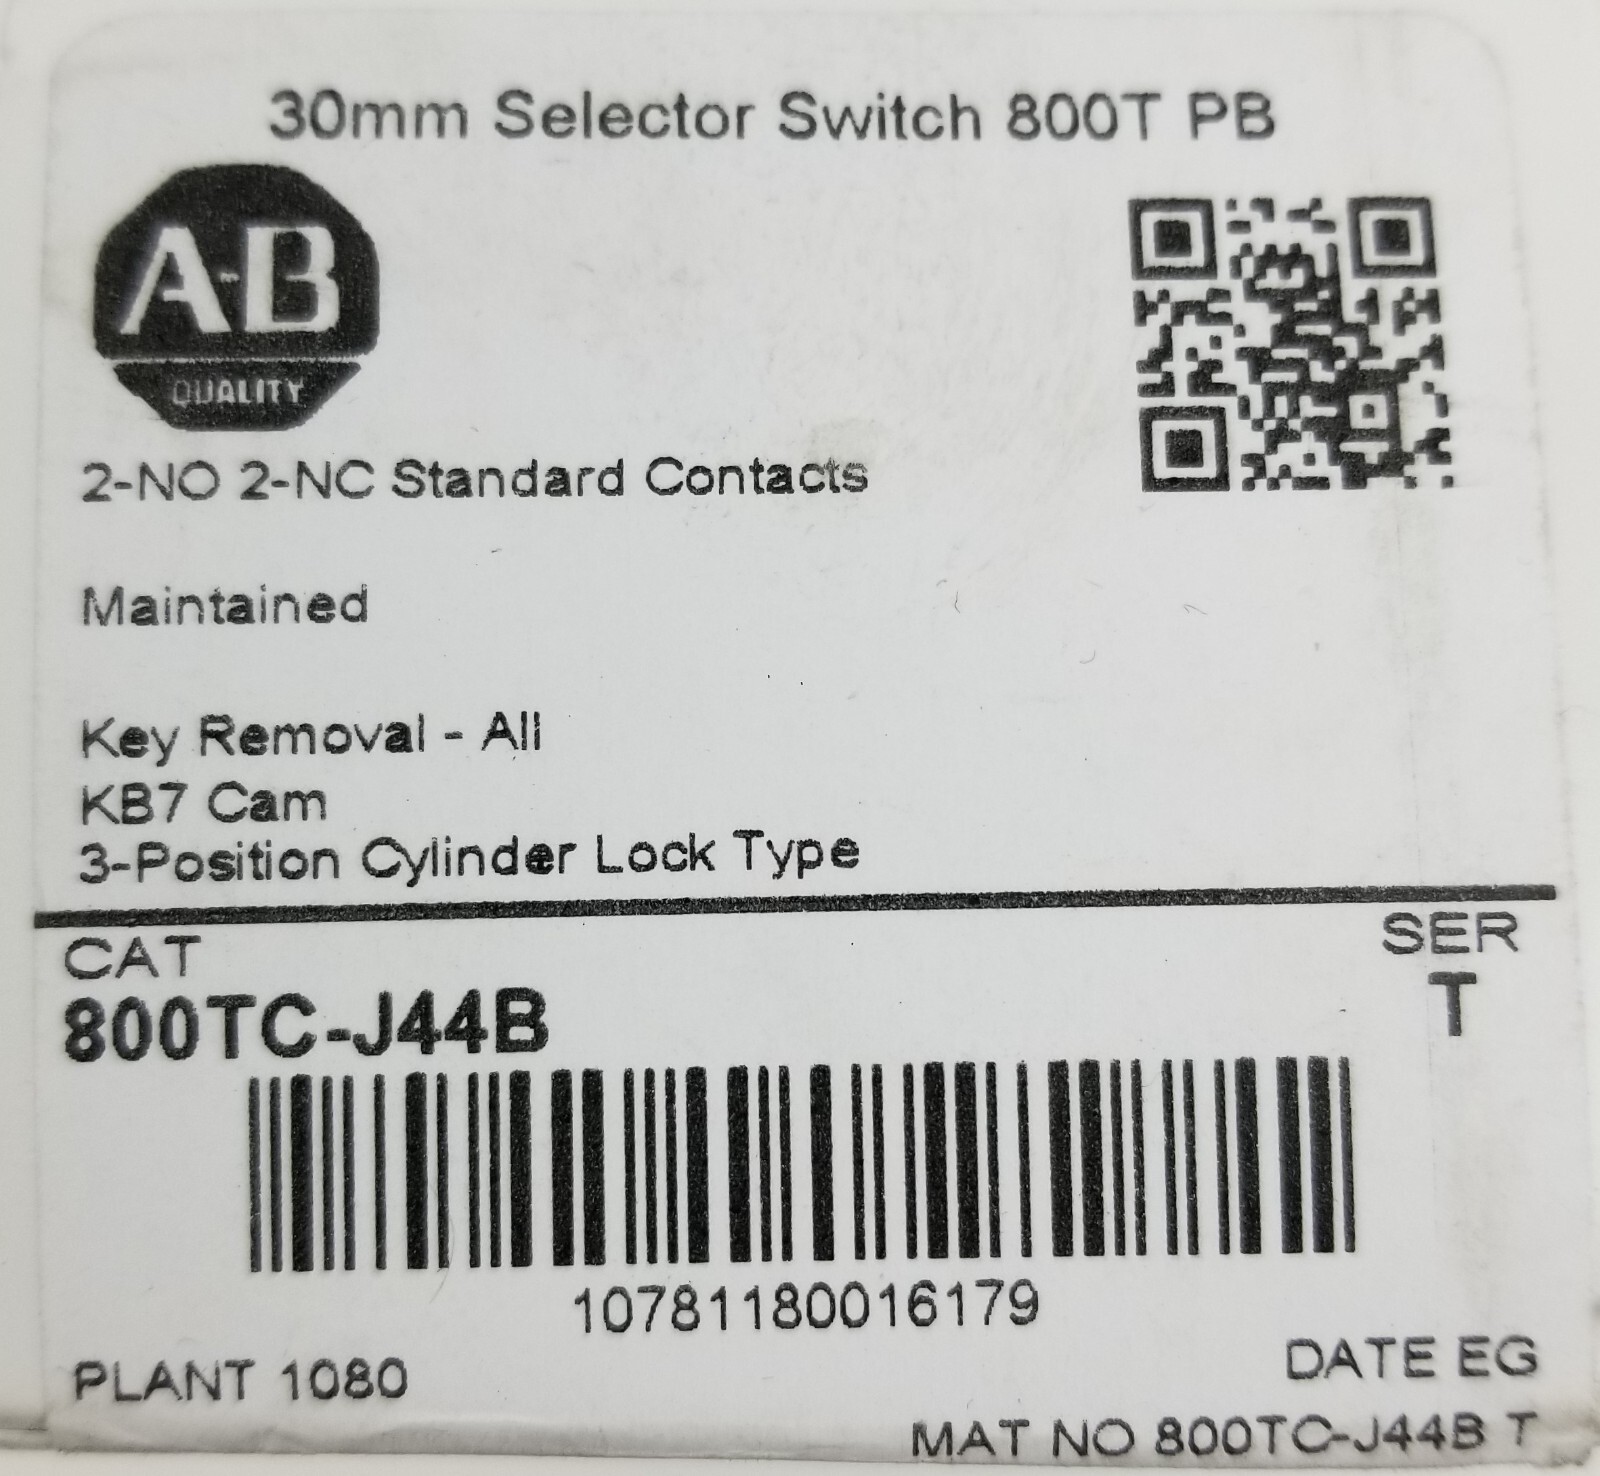 30mm Selector Switch 800T PB
A-B
QUALITY
2-NO 2-NC Standard Contacts
Maintained
Key Removal - All
KB7 Cam
3-Position Cylinder Lock Type
CAT
SER
800TC-J44B
T
10781180016179
PLANT 1080
DATE EG
MAT NO 800TC-J44B T